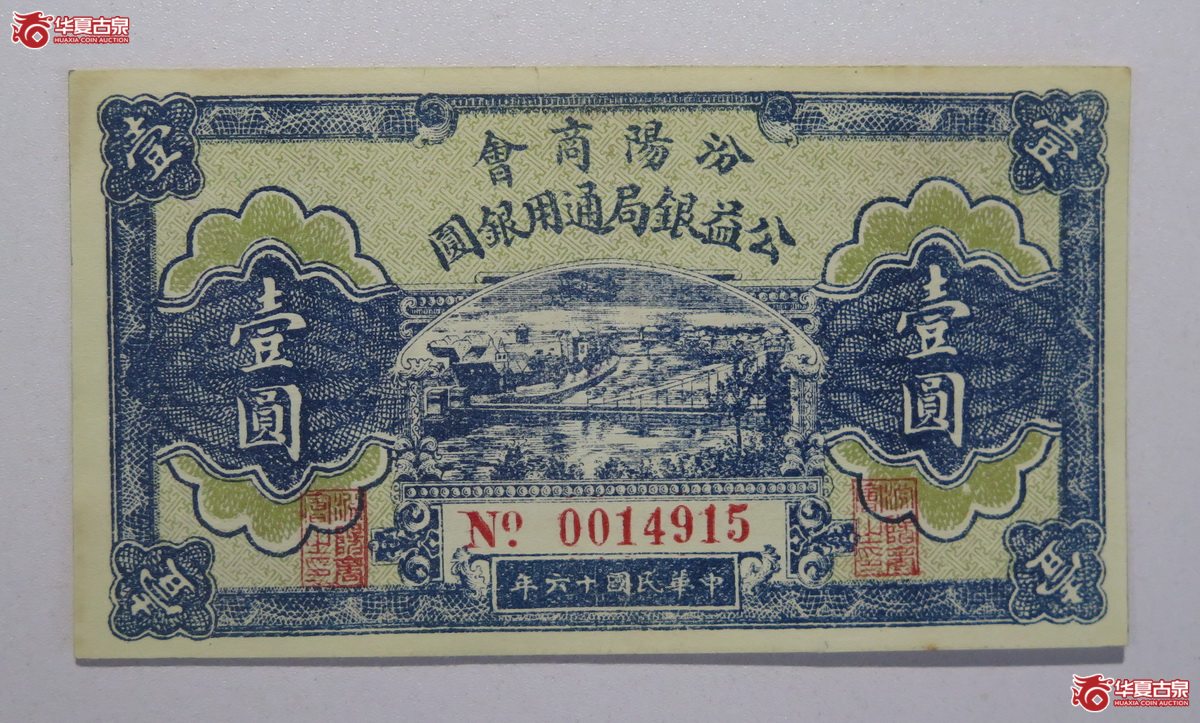 华夏古泉
HUAXIA COIN AUCTION
汾陽商會
公益銀局通用銀圓
壹
壹
壹圓
壹圓
No. 0014915
中華民國十六年
壹
壹
华夏古泉
HUAXIA COIN AUCTION